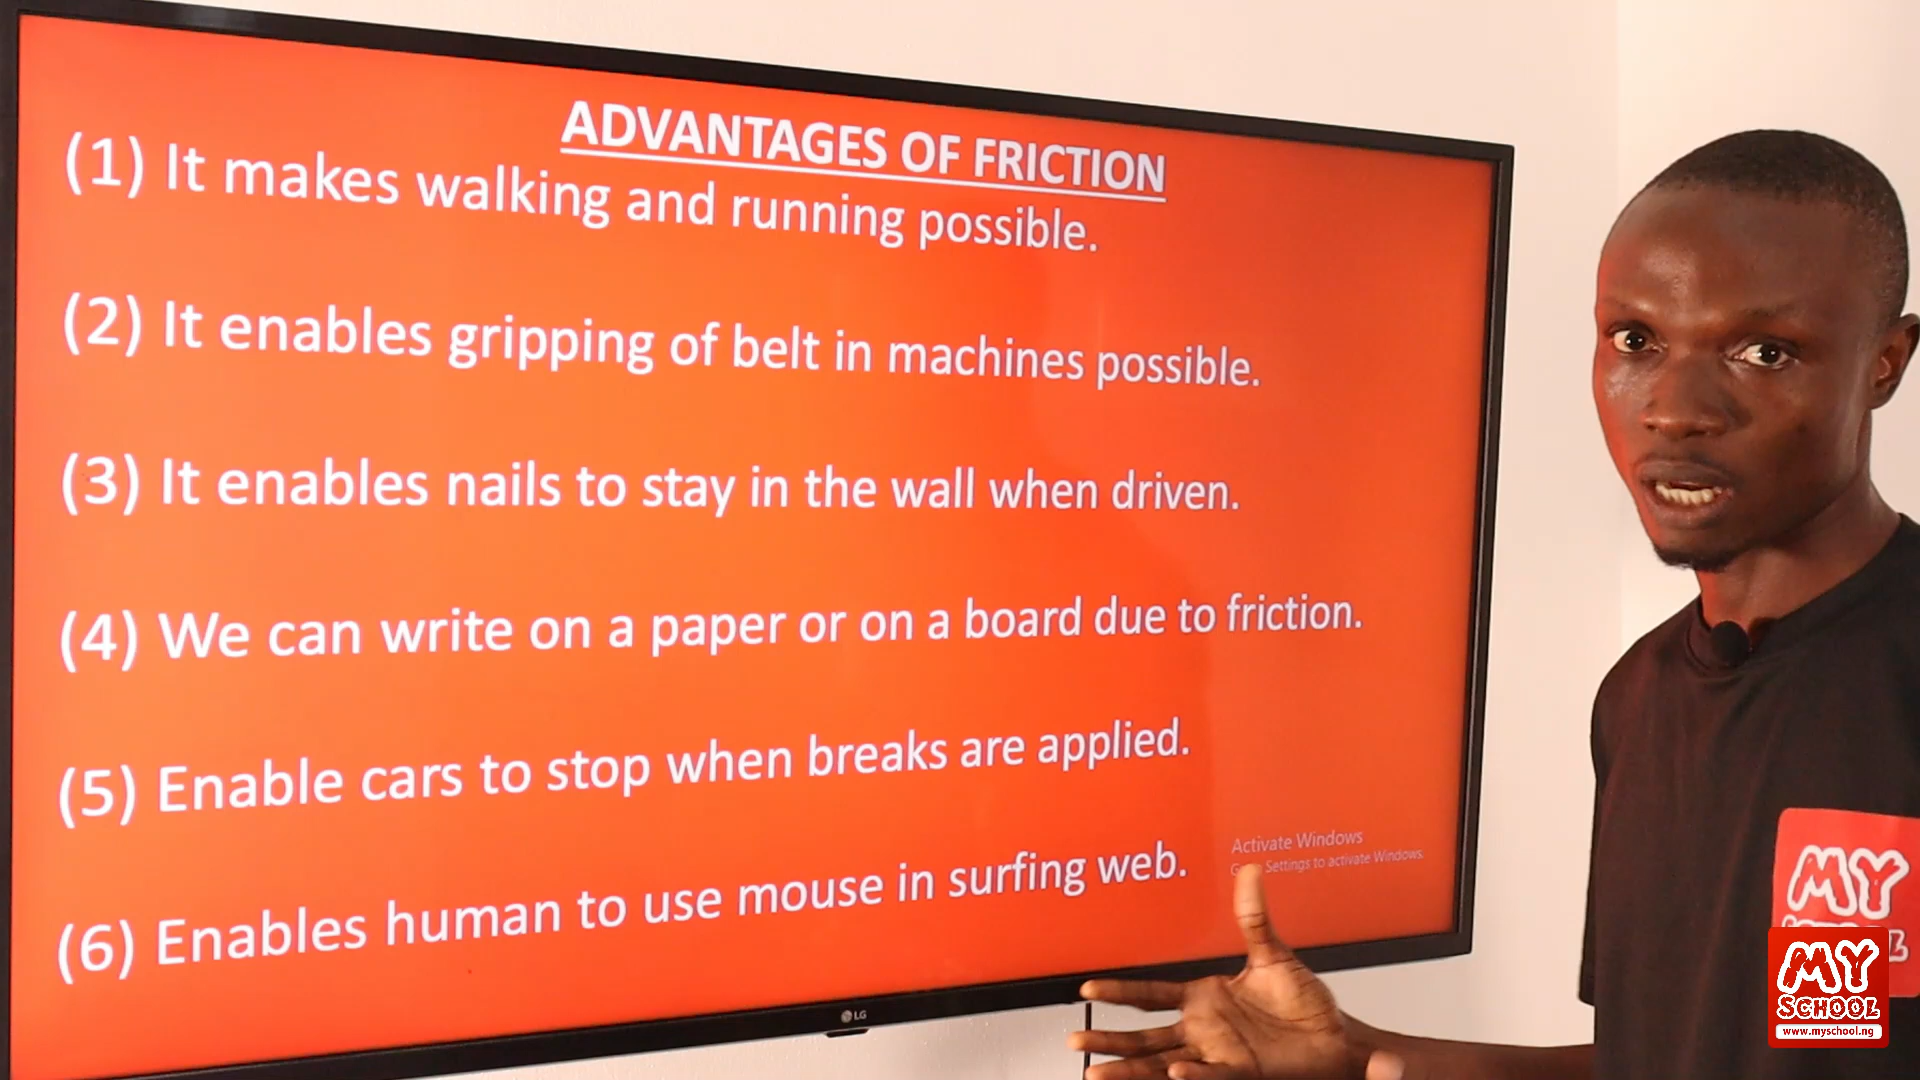 ADVANTAGES OF FRICTION
(1) It makes walking and running possible.
(2) It enables gripping of belt in machines possible.
(3) It enables nails to stay in the wall when driven.
(4) We can write on a paper or on a board due to friction.
(5) Enable cars to stop when breaks are applied.
(6) Enables human to use mouse in surfing web.
Activate Windows
Settings to activate Windows.
LG
MY
MY
SCHOOL
www.myschool.ng